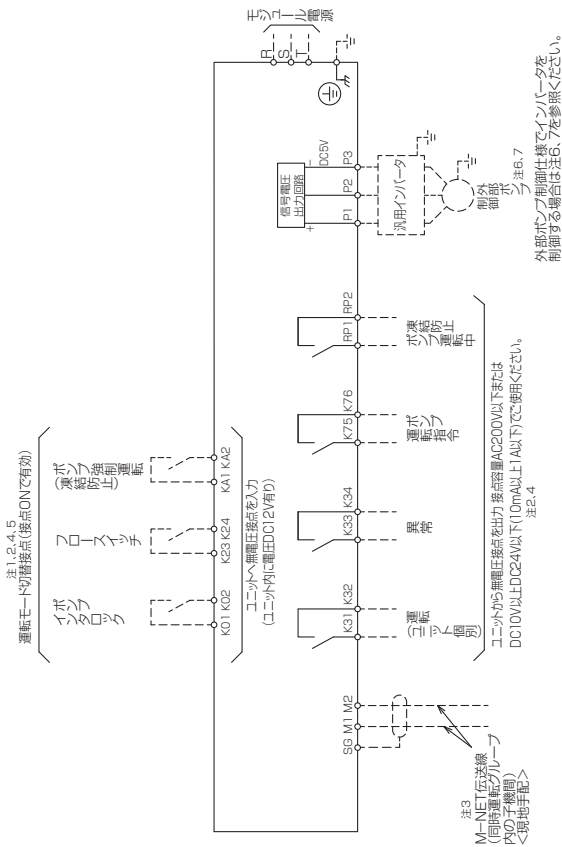 注1,2,4,5
運転モード切替接点(接点ONで有効)
ポンプ
インタロック
フロースイッチ
ポンプ強制運転
(凍結防止)
K01 K02
K23 K24
KA1 KA2
ユニットへ無電圧接点を入力
(ユニット内に電圧DC12V有り)
モジュール電源
R
S
T
信号電圧
出力回路
+
−
DC5V
P1
P2
P3
汎用インバータ
外部
ポンプ
制御
注6,7
外部ポンプ制御仕様でインバータを
制御する場合は注6、7を参照ください。
SG M1 M2
K31 K32
K33 K34
K75 K76
RP1 RP2
運転
(ユニット個別)
異常
ポンプ
運転指令
凍結防止
ポンプ運転中
ユニットから無電圧接点を出力 接点容量AC200V以下または
DC10V以上DC24V以下(10mA以上1A以下)でご使用ください。
注2,4
注3
M−NET伝送線
(同時運転グループ
内の子機間)
<現地手配>